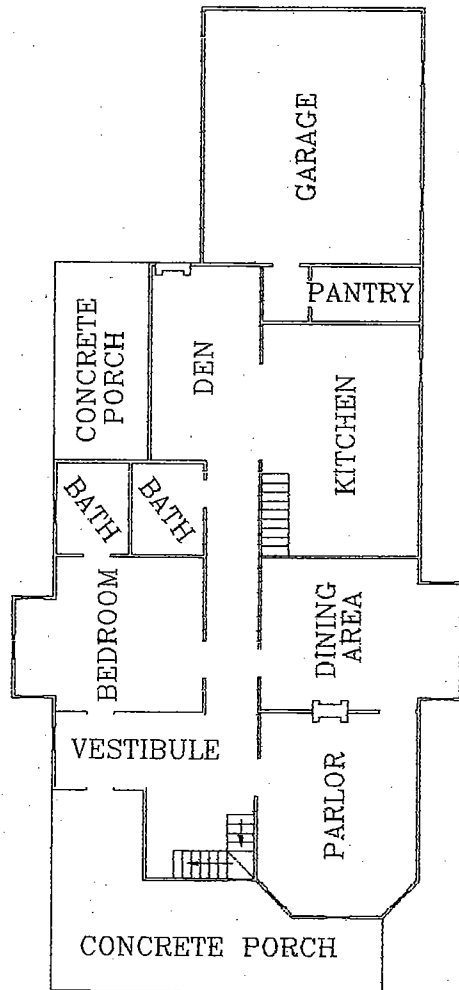 GARAGE
PANTRY
CONCRETE
PORCH
DEN
KITCHEN
BATH
BATH
BEDROOM
DINING
AREA
VESTIBULE
PARLOR
CONCRETE PORCH